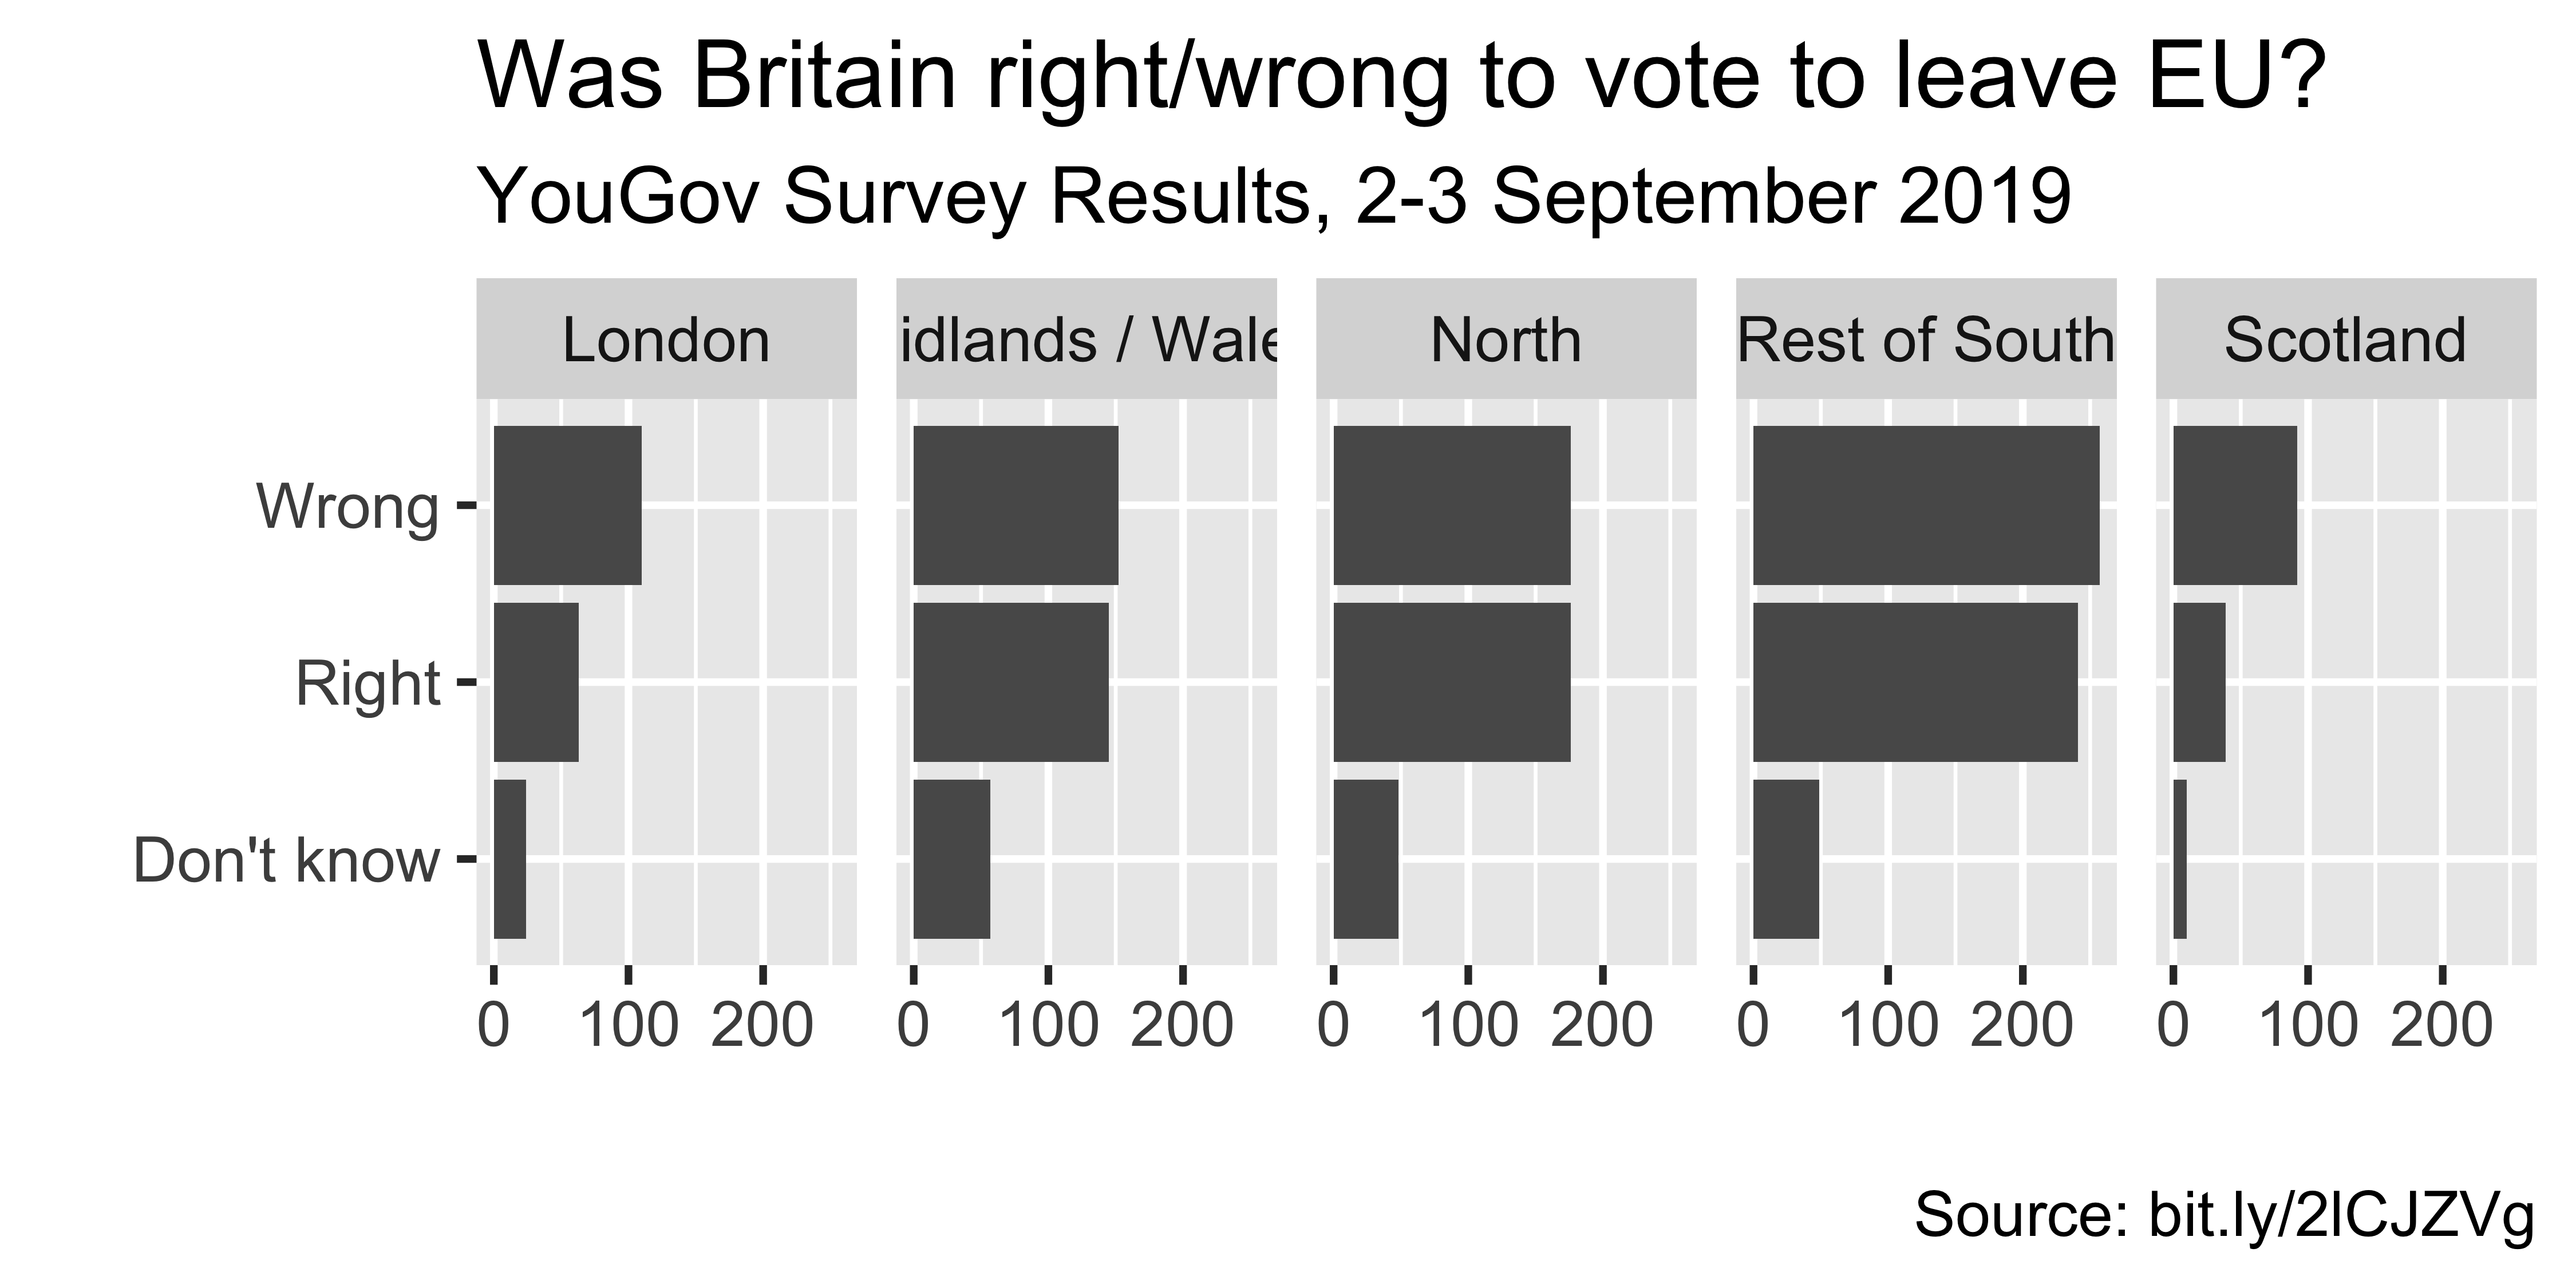 Was Britain right/wrong to vote to leave EU?
YouGov Survey Results, 2-3 September 2019
London idlands / Wale North Rest of South Scotland
Wrong
Right
Don't know
0 100 200 0 100 200 0 100 200 0 100 200 0 100 200
Source: bit.ly/2lCJZVg